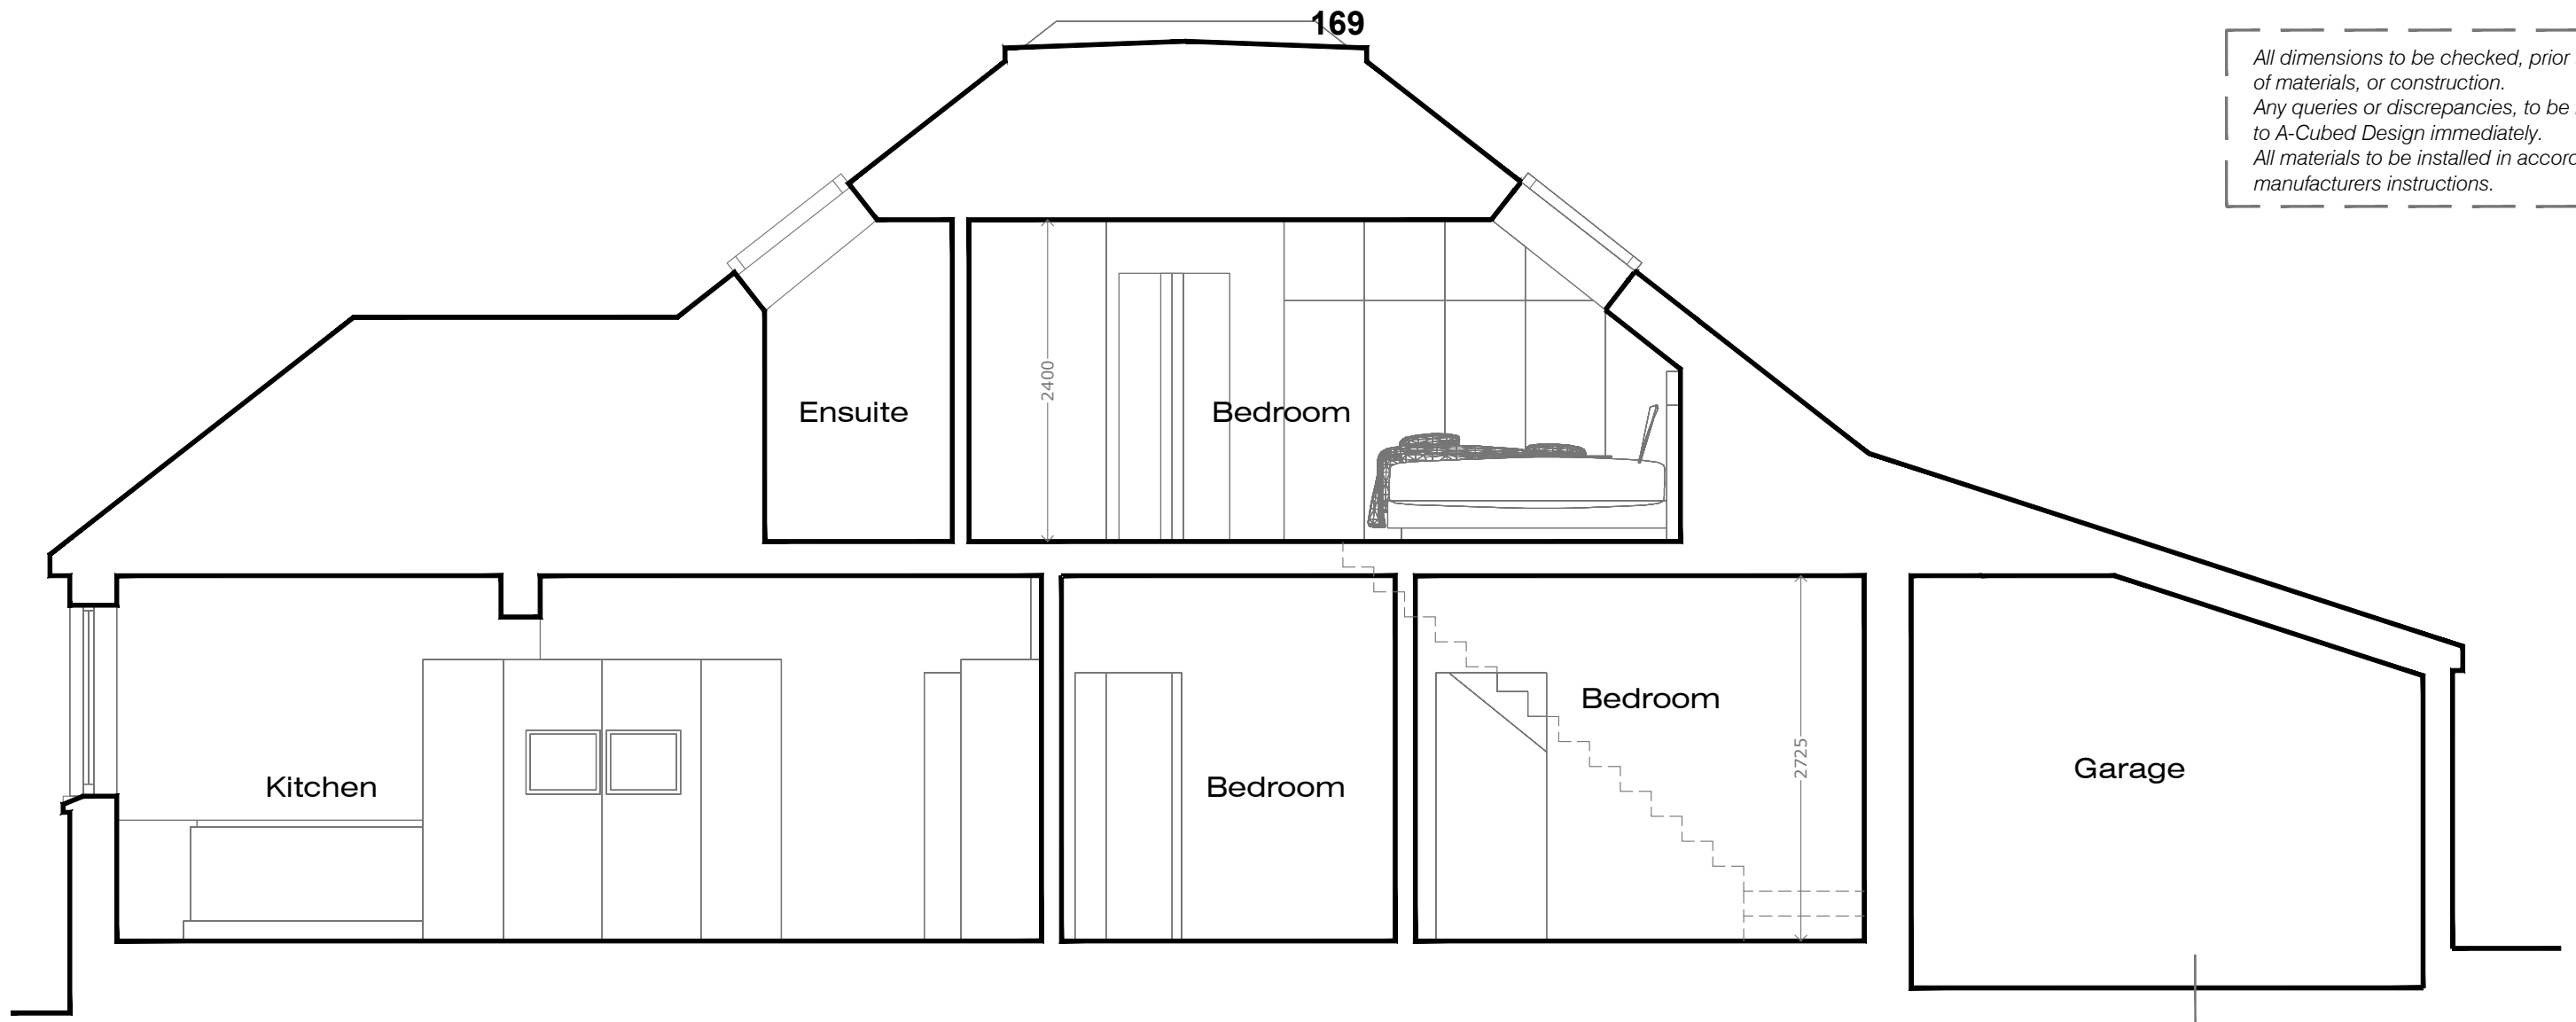 169
All dimensions to be checked, prior
of materials, or construction.
Any queries or discrepancies, to be
to A-Cubed Design immediately.
All materials to be installed in
manufacturers instructions.
2400
Ensuite
Bedroom
Bedroom
2725
Garage
Kitchen
Bedroom